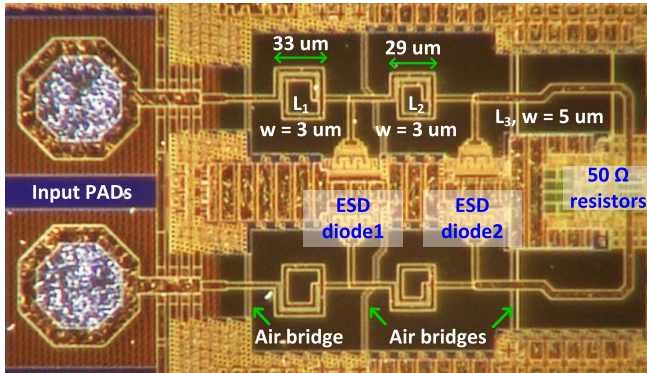 33 um
29 um
L₁
L₂
w = 3 um
w = 3 um
L₃, w = 5 um
Input PADs
ESD
diode1
ESD
diode2
50 Ω
resistors
Air bridge
Air bridges